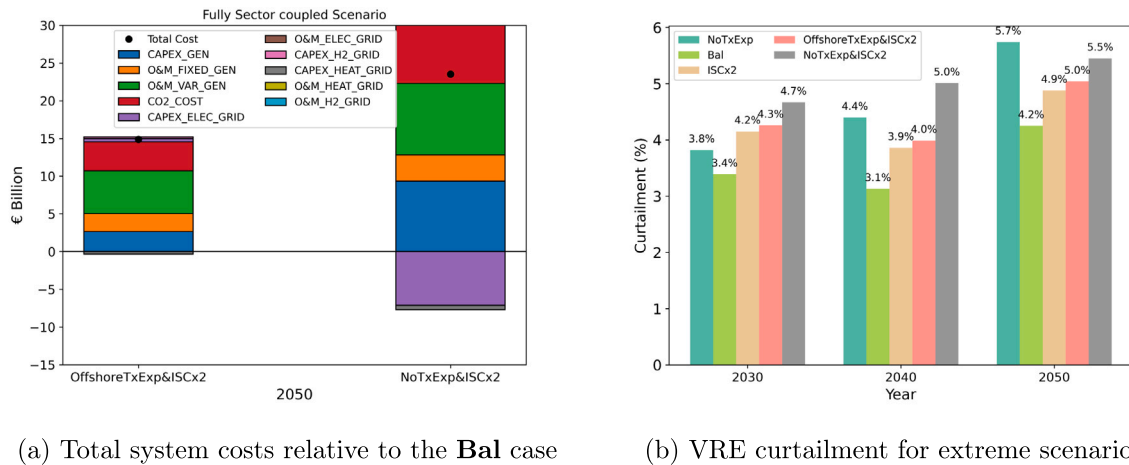 Fully Sector coupled Scenario
Total Cost
CAPEX_GEN
O&M_FIXED_GEN
O&M_VAR_GEN
CO2_COST
CAPEX_ELEC_GRID
O&M_ELEC_GRID
CAPEX_H2_GRID
CAPEX_HEAT_GRID
O&M_HEAT_GRID
O&M_H2_GRID
€ Billion
30
25
20
15
10
5
0
−5
−10
−15
OffshoreTxExp&ISCx2
NoTxExp&ISCx2
2050
(a) Total system costs relative to the Bal case
NoTxExp
Bal
ISCx2
OffshoreTxExp&ISCx2
NoTxExp&ISCx2
Curtailment (%)
6
5
4
3
2
1
0
3.8%
3.4%
4.2%
4.3%
4.7%
4.4%
3.1%
3.9%
4.0%
5.0%
5.7%
4.2%
4.9%
5.0%
5.5%
2030
2040
2050
Year
(b) VRE curtailment for extreme scenario